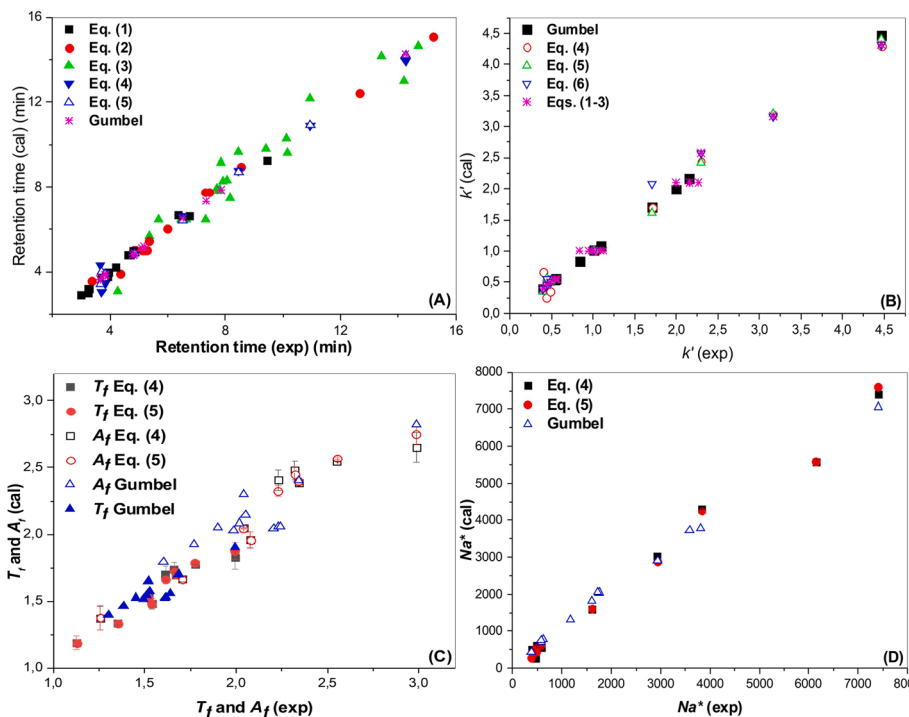 16
12
8
4
4
8
12
16
Retention time (cal) (min)
Retention time (exp) (min)
Eq. (1)
Eq. (2)
Eq. (3)
Eq. (4)
Eq. (5)
Gumbel
(A)
5,0
4,5
4,0
3,5
3,0
2,5
2,0
1,5
1,0
0,5
0,0
0,0 0,5 1,0 1,5 2,0 2,5 3,0 3,5 4,0 4,5
k' (cal)
k' (exp)
Gumbel
Eq. (4)
Eq. (5)
Eq. (6)
Eqs. (1-3)
(B)
3,0
2,5
2,0
1,5
1,0
1,0 1,5 2,0 2,5 3,0
Tf and Af (cal)
Tf and Af (exp)
Tf Eq. (4)
Tf Eq. (5)
Af Eq. (4)
Af Eq. (5)
Af Gumbel
Tf Gumbel
(C)
8000
7000
6000
5000
4000
3000
2000
1000
0
0 1000 2000 3000 4000 5000 6000 7000 8000
Na* (cal)
Na* (exp)
Eq. (4)
Eq. (5)
Gumbel
(D)